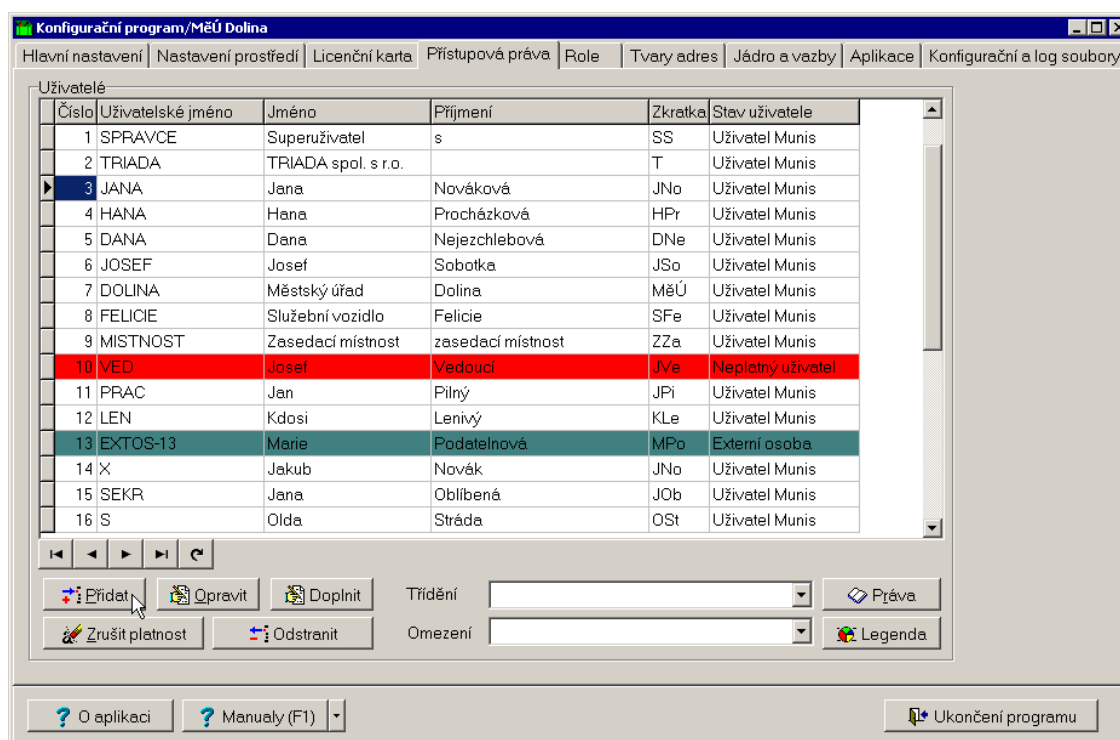 Konfigurační program/MěÚ Dolina
Hlavní nastavení Nastavení prostředí Licenční karta Přístupová práva Role Tvary adres Jádro a vazby Aplikace Konfigurační a log soubory
Uživatelé
Číslo Uživatelské jméno Jméno Příjmení Zkratka Stav uživatele
1 SPRAVCE Superuživatel s SS Uživatel Munis
2 TRIADA TRIADA spol. s r.o. T Uživatel Munis
3 JANA Jana Nováková JNo Uživatel Munis
4 HANA Hana Procházková HPr Uživatel Munis
5 DANA Dana Nejezchlebová DNe Uživatel Munis
6 JOSEF Josef Sobotka JSo Uživatel Munis
7 DOLINA Městský úřad Dolina MěÚ Uživatel Munis
8 FELICIE Služební vozidlo Felicie SFe Uživatel Munis
9 MISTNOST Zasedací místnost zasedací místnost ZZa Uživatel Munis
10 VED Josef Vedoucí JVe Neplatný uživatel
11 PRAC Jan Pilný JPi Uživatel Munis
12 LEN Kdosi Lenivý KLe Uživatel Munis
13 EXTOS-13 Marie Podatelnová MPo Externí osoba
14 X Jakub Novák JNo Uživatel Munis
15 SEKR Jana Oblíbená JOb Uživatel Munis
16 S Olda Stráda OSt Uživatel Munis
Přidat Opravit Doplnit Třídění Práva
Zrušit platnost Odstranit Omezení Legenda
O aplikaci Manualy (F1) Ukončení programu